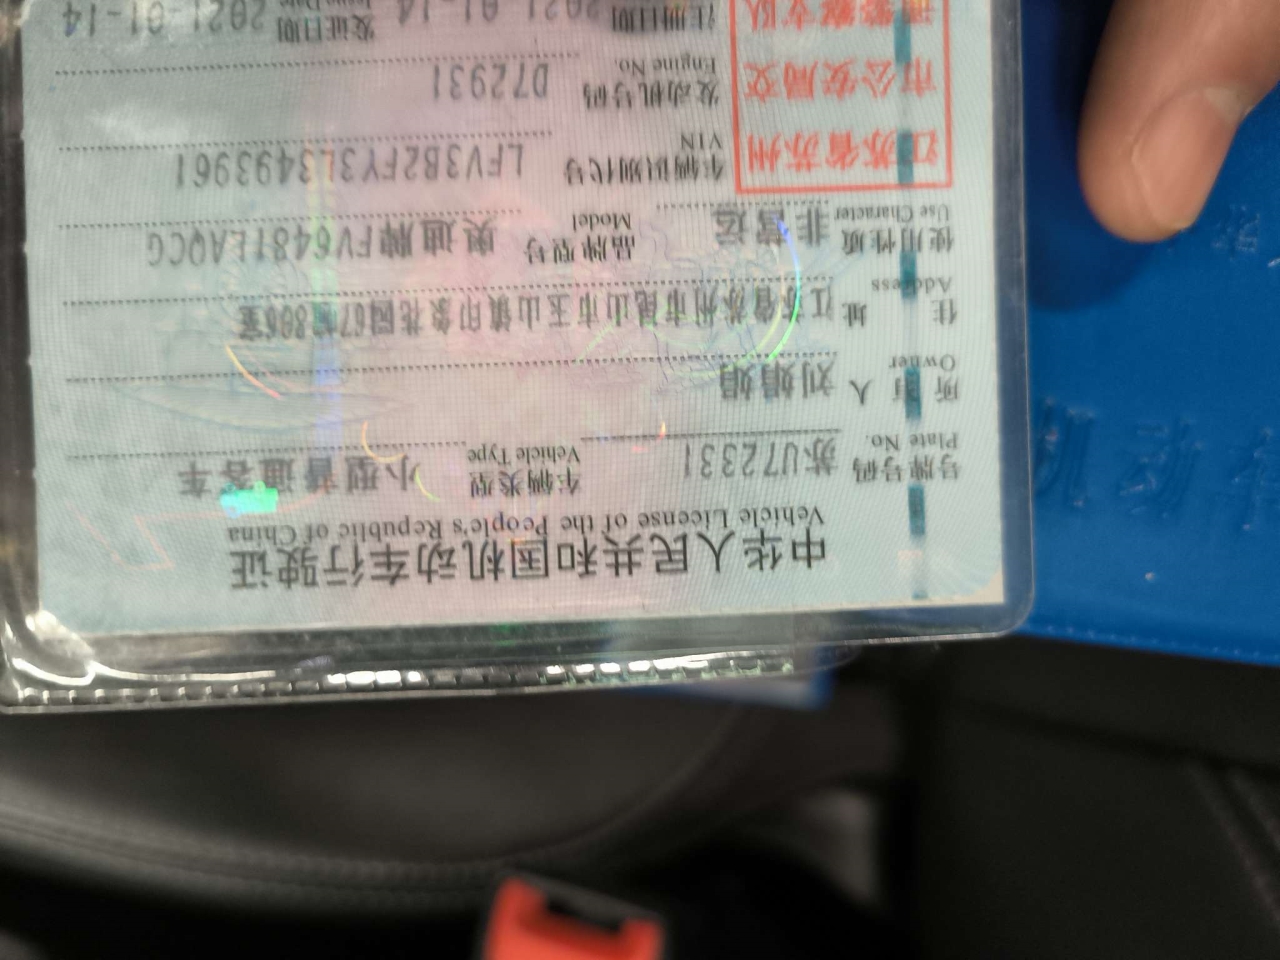 中华人民共和国机动车行驶证
Vehicle License of the People's Republic of China
号牌号码 苏U72331 车辆类型 小型普通客车
Plate No. Vehicle Type
所有人 刘娟娟
Owner
住址 江苏省苏州市昆山市玉山镇印象花园67幢306室
Address
使用性质 非营运 品牌型号 奥迪牌FV6481LAQCG
Use Character Model
江苏省苏州 车辆识别代号 LFV3B2FY3L3493961
VIN
市公安局交 发动机号码 D72931
Engine No.
通警察支队 注册日期 2021-01-14 发证日期 2021-01-14
Issue Date